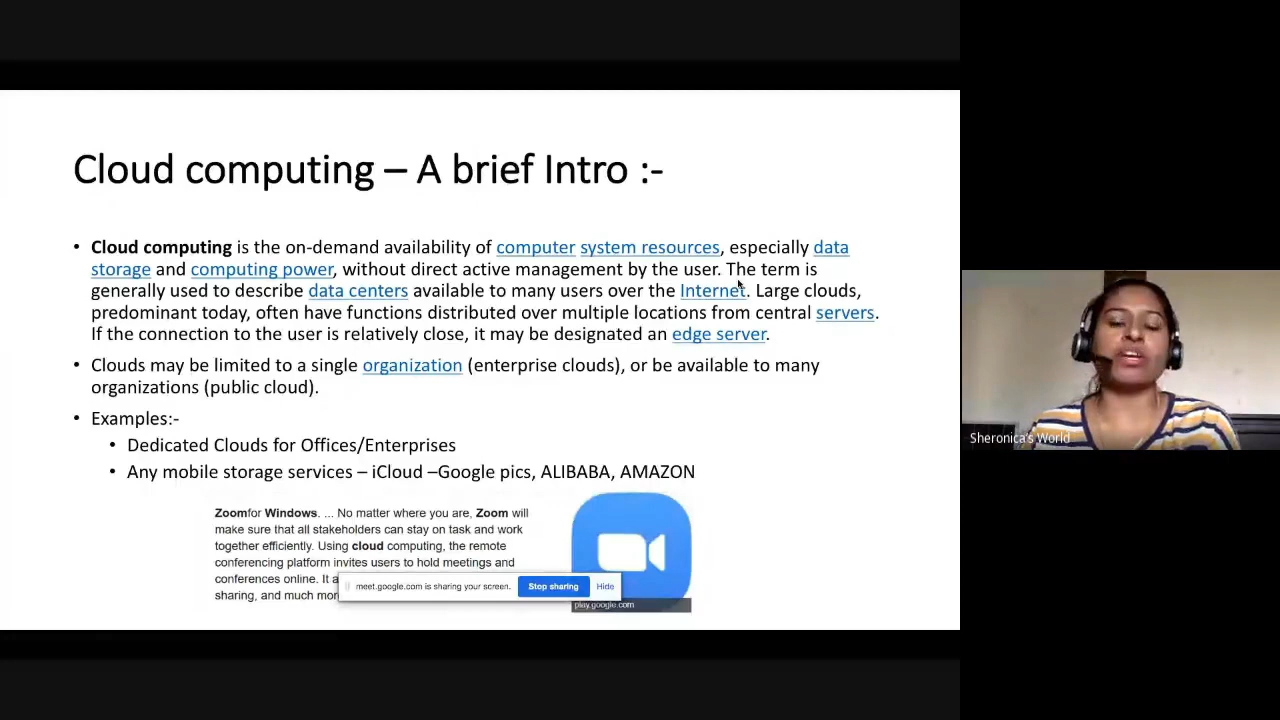 Cloud computing – A brief Intro :-
• Cloud computing is the on-demand availability of computer system resources, especially data
storage and computing power, without direct active management by the user. The term is
generally used to describe data centers available to many users over the Internet. Large clouds,
predominant today, often have functions distributed over multiple locations from central servers.
If the connection to the user is relatively close, it may be designated an edge server.
• Clouds may be limited to a single organization (enterprise clouds), or be available to many
organizations (public cloud).
• Examples:-
• Dedicated Clouds for Offices/Enterprises
• Any mobile storage services – iCloud –Google pics, ALIBABA, AMAZON
Zoomfor Windows. ... No matter where you are, Zoom will
make sure that all stakeholders can stay on task and work
together efficiently. Using cloud computing, the remote
conferencing platform invites users to hold meetings and
conferences online. It
sharing, and much
meet.google.com is sharing your screen. Stop sharing Hide
play.google.com
Sheronica's World